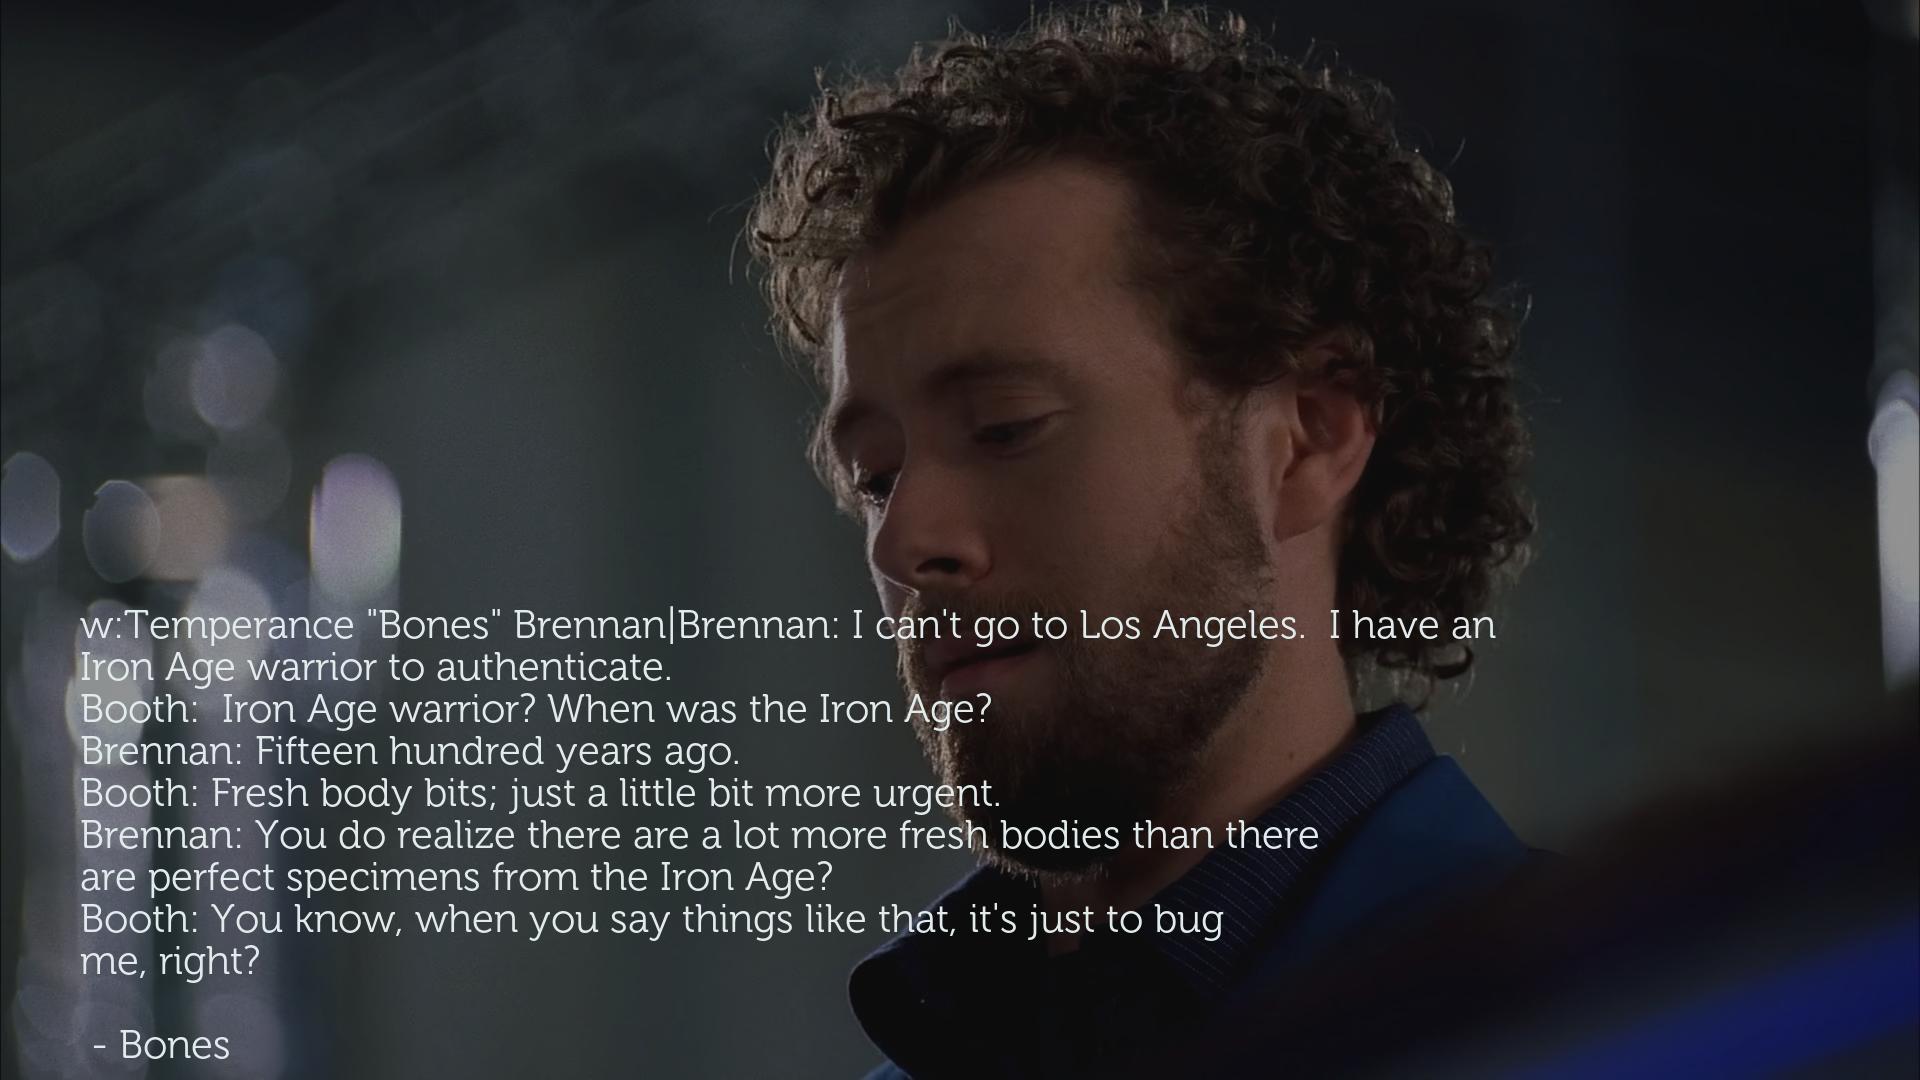 w:Temperance "Bones" Brennan|Brennan: I can't go to Los Angeles.  I have an
Iron Age warrior to authenticate.
Booth:  Iron Age warrior? When was the Iron Age?
Brennan: Fifteen hundred years ago.
Booth: Fresh body bits; just a little bit more urgent.
Brennan: You do realize there are a lot more fresh bodies than there
are perfect specimens from the Iron Age?
Booth: You know, when you say things like that, it's just to bug
me, right?
- Bones